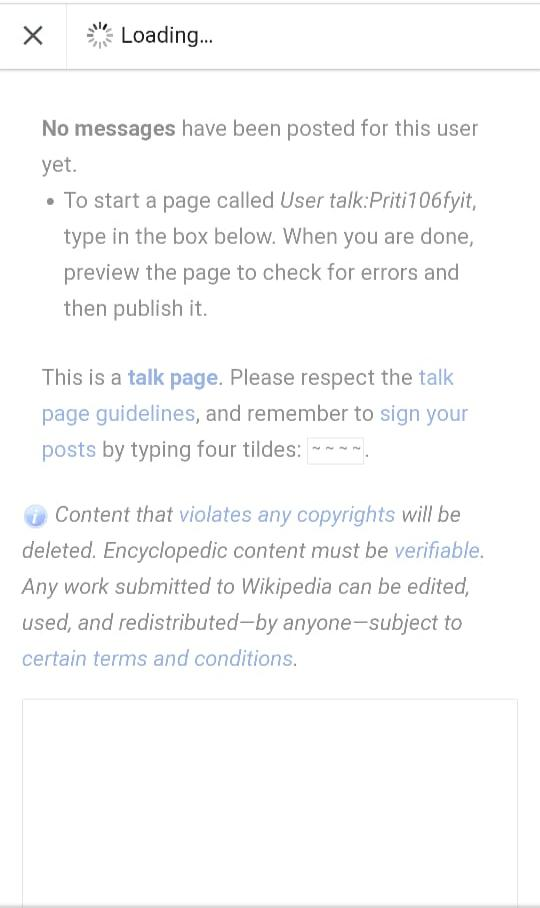 Loading...
No messages have been posted for this user
yet.
• To start a page called User talk:Priti106fyit,
type in the box below. When you are done,
preview the page to check for errors and
then publish it.
This is a talk page. Please respect the talk
page guidelines, and remember to sign your
posts by typing four tildes: ~~~~.
Content that violates any copyrights will be
deleted. Encyclopedic content must be verifiable.
Any work submitted to Wikipedia can be edited,
used, and redistributed—by anyone—subject to
certain terms and conditions.